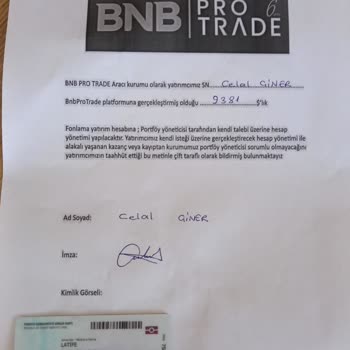 BNB PRO
TRADE
BNB PRO TRADE Aracı kurumu olarak yatırımcımız SN. Celal GİNER
BnbProTrade platformuna gerçekleştirmiş olduğu 9381 $'lık
Fonlama yatırım hesabına ; Portföy yöneticisi tarafından kendi talebi üzerine hesap
yönetimi yapılacaktır. Yatırımcımız kendi isteği üzerine gerçekleştirecek hesap yönetimi ile
alakalı yaşanan kazanç veya kayıptan kurumumuz portföy yöneticisi sorumlu olmayacağını
yatırımcımızın taahhüt ettiği bu metinle çift taraflı olarak bildirmiş bulunmaktayız
Ad Soyad: Celal GİNER
İmza:
Kimlik Görseli:
LATİFE